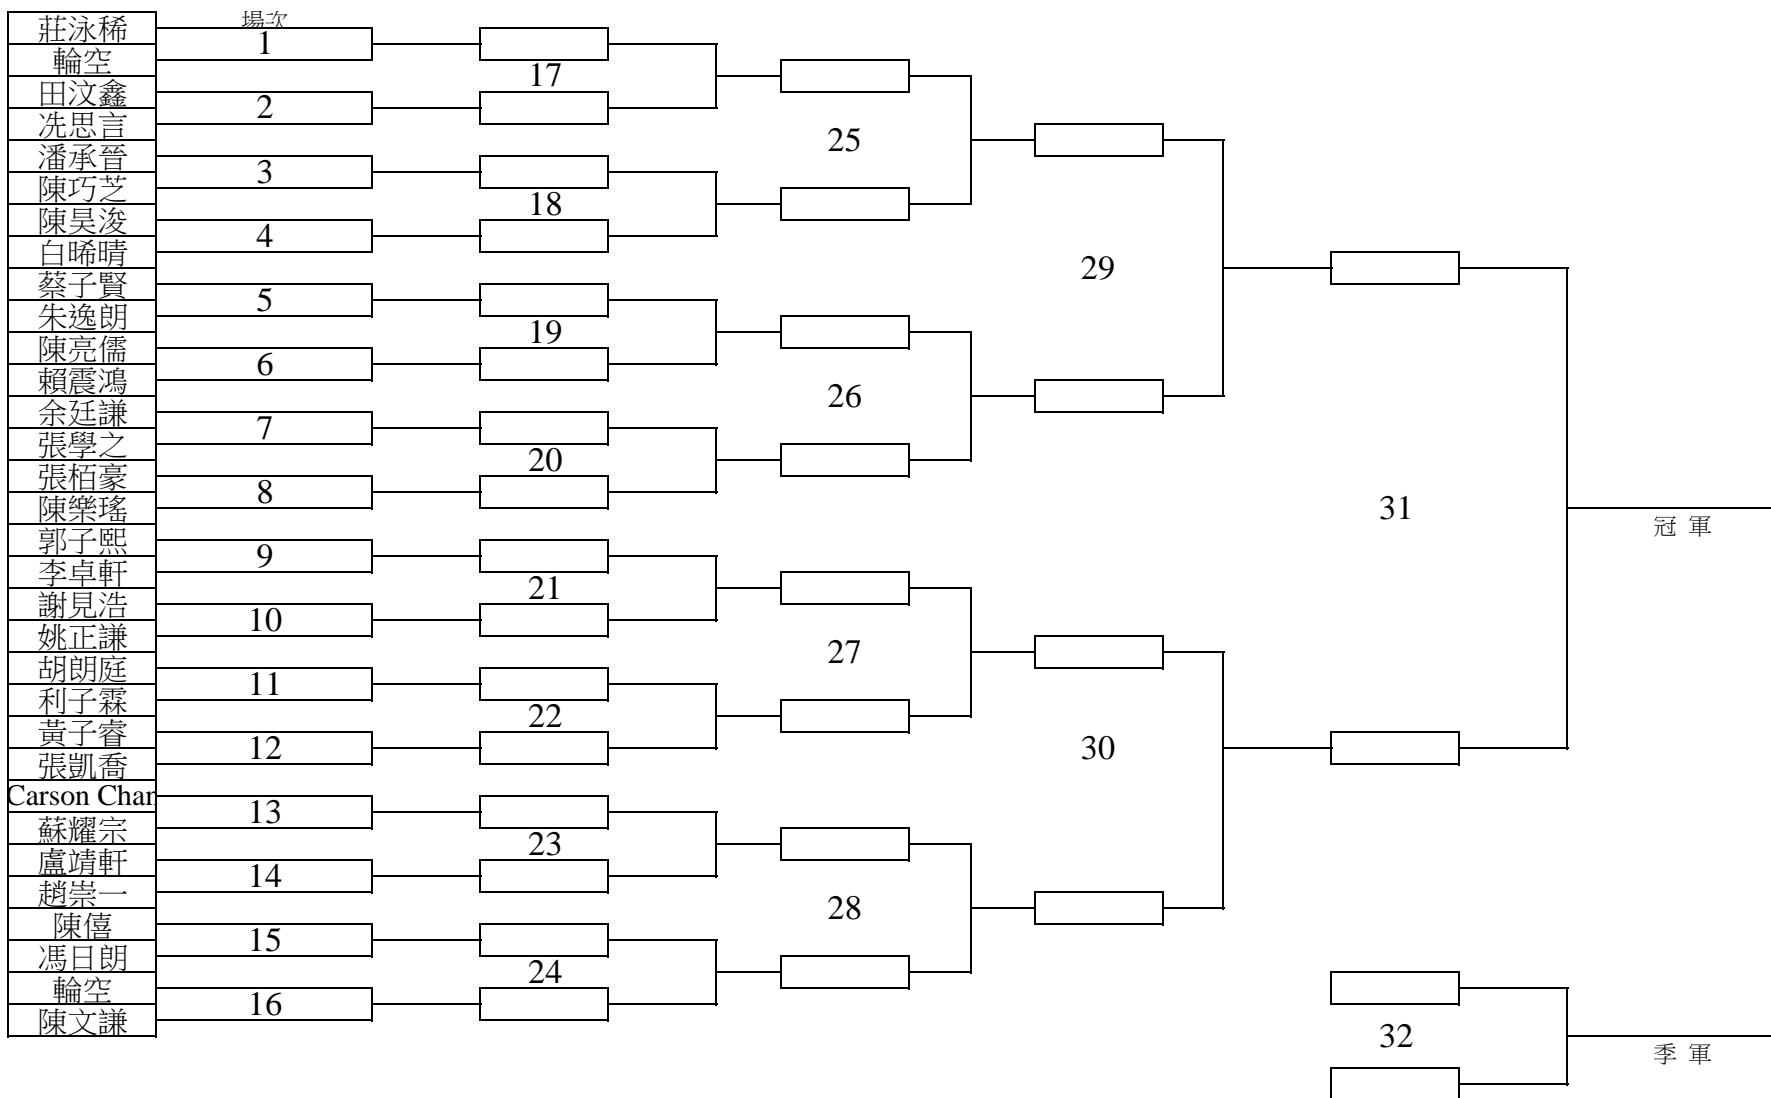 場次
莊泳稀
輪空
田汶鑫
冼思言
潘承晉
陳巧芝
陳昊浚
白晞晴
蔡子賢
朱逸朗
陳亮儒
賴震鴻
余廷謙
張學之
張栢豪
陳樂瑤
郭子熙
李卓軒
謝見浩
姚正謙
胡朗庭
利子霖
黃子睿
張凱喬
Carson Chan
蘇耀宗
盧靖軒
趙崇一
陳僖
馮日朗
輪空
陳文謙
1
2
3
4
5
6
7
8
9
10
11
12
13
14
15
16
17
18
19
20
21
22
23
24
25
26
27
28
29
30
31
冠 軍
32
季 軍